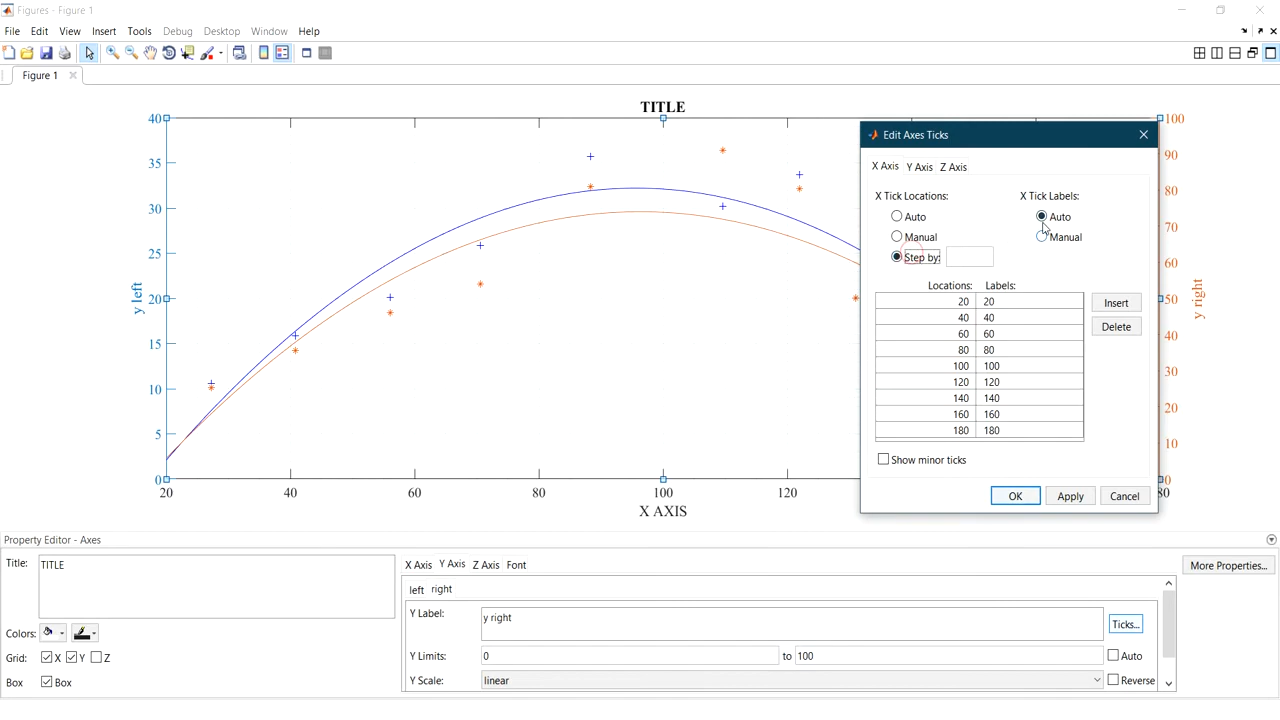 Figures - Figure 1
File Edit View Insert Tools Debug Desktop Window Help
Figure 1
TITLE
40
35
30
25
20
15
10
5
0
y left
20 40 60 80 100 120 80
X AXIS
100
90
80
70
60
50
40
30
20
10
0
y right
Edit Axes Ticks
X Axis Y Axis Z Axis
X Tick Locations: X Tick Labels:
Auto Auto
Manual Manual
Step by:
Locations: Labels:
20 20
40 40
60 60
80 80
100 100
120 120
140 140
160 160
180 180
Insert
Delete
Show minor ticks
OK Apply Cancel
Property Editor - Axes
Title: TITLE
Colors:
Grid: X Y Z
Box Box
X Axis Y Axis Z Axis Font
left right
Y Label: y right
Ticks...
Y Limits: 0 to 100 Auto
Y Scale: linear Reverse
More Properties...